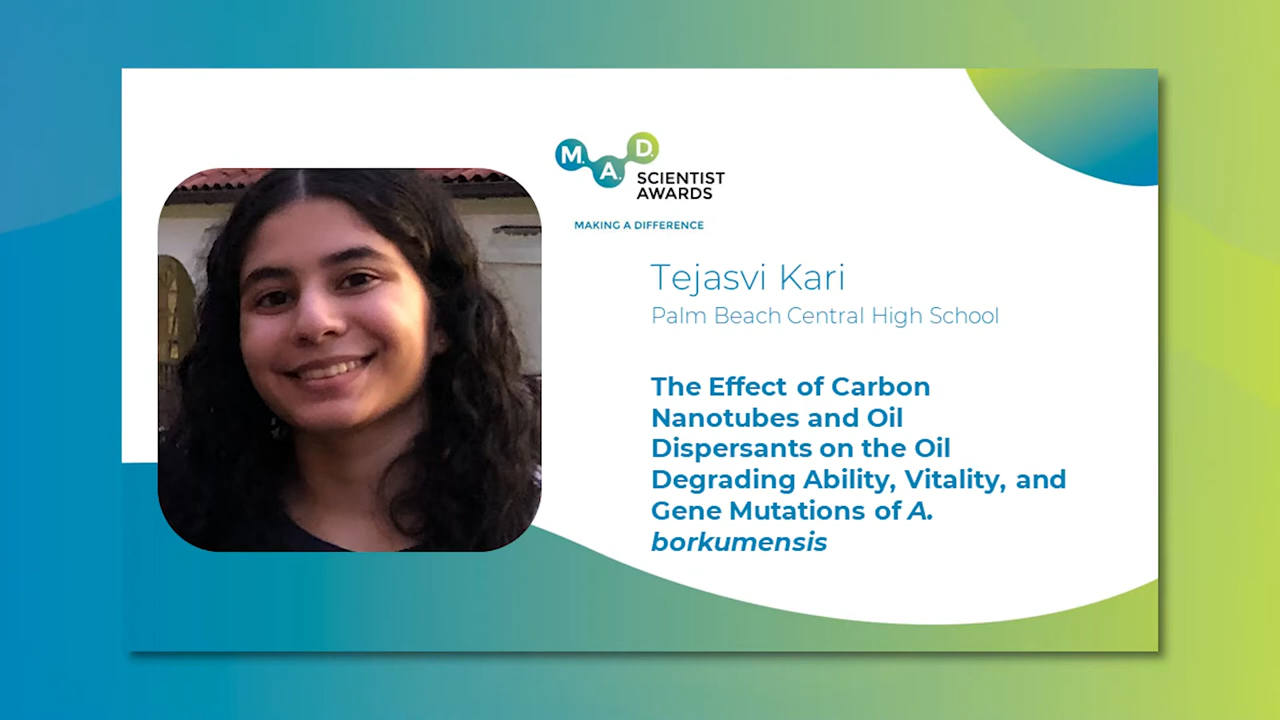 M. A. D.
SCIENTIST
AWARDS
MAKING A DIFFERENCE
Tejasvi Kari
Palm Beach Central High School
The Effect of Carbon
Nanotubes and Oil
Dispersants on the Oil
Degrading Ability, Vitality, and
Gene Mutations of A.
borkumensis